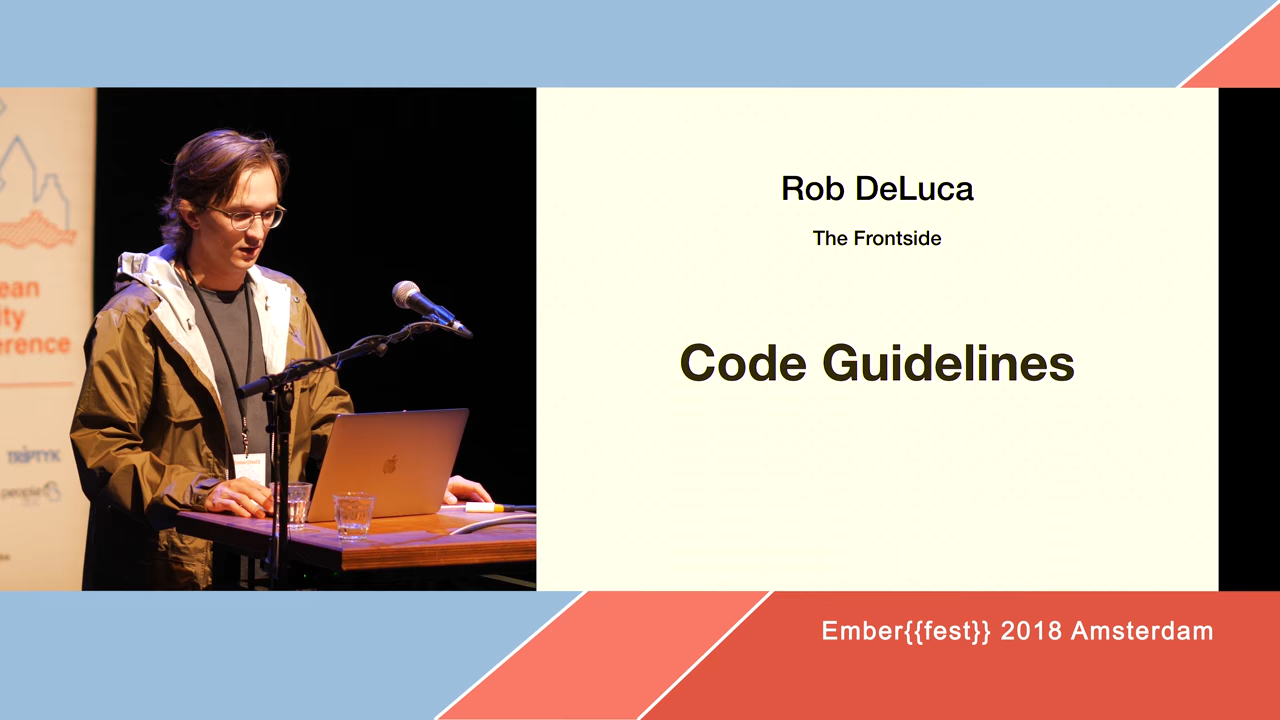 Rob DeLuca
The Frontside
Code Guidelines
ean
ity
erence
TRIPTYK
people
Ember{{fest}} 2018 Amsterdam